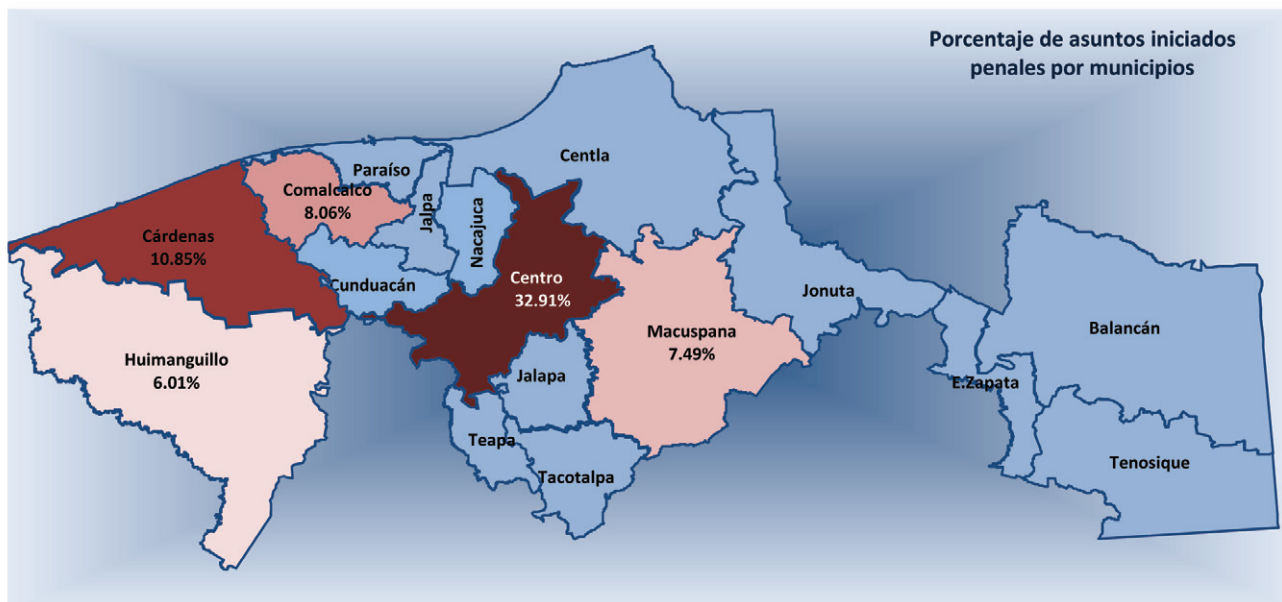 Porcentaje de asuntos iniciados
penales por municipios
Centla
Paraíso
Comalcalco
8.06%
Jalpa
Nacajuca
Cárdenas
10.85%
Cunduacán
Centro
32.91%
Jonuta
Macuspana
7.49%
Balancán
Huimanguillo
6.01%
Jalapa
E.Zapata
Teapa
Tacotalpa
Tenosique